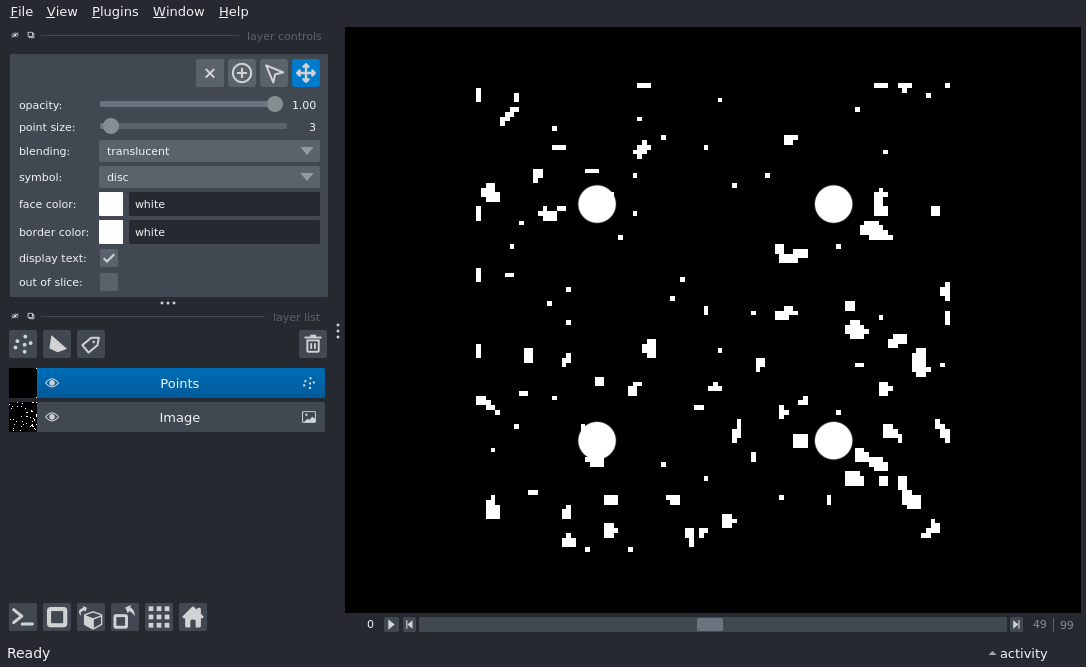 File View Plugins Window Help
layer controls
opacity: 1.00
point size: 3
blending: translucent
symbol: disc
face color: white
border color: white
display text:
out of slice:
layer list
Points
Image
0 49 | 99
Ready activity